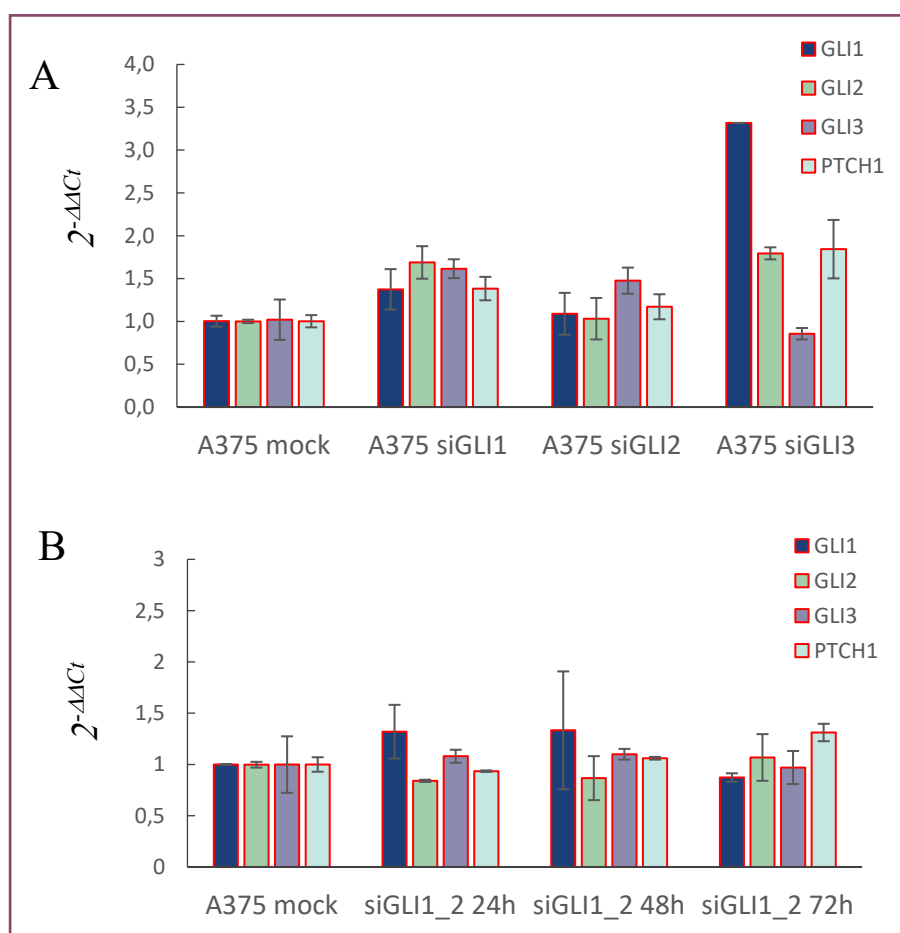 A
2-ΔΔCt
4,0
3,5
3,0
2,5
2,0
1,5
1,0
0,5
0,0
GLI1
GLI2
GLI3
PTCH1
A375 mock A375 siGLI1 A375 siGLI2 A375 siGLI3
B
2-ΔΔCt
3
2,5
2
1,5
1
0,5
0
GLI1
GLI2
GLI3
PTCH1
A375 mock siGLI1_2 24h siGLI1_2 48h siGLI1_2 72h